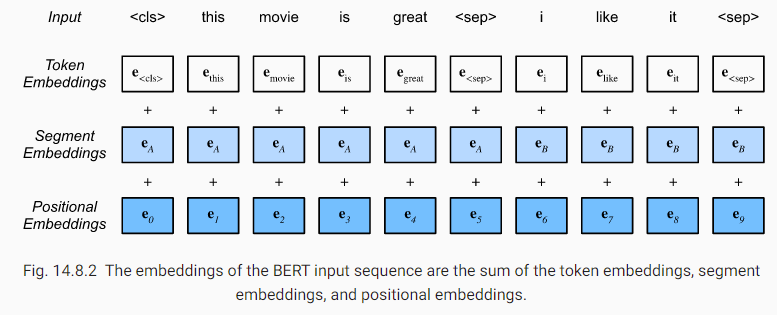 Input <cls> this movie is great <sep> i like it <sep>
Token
Embeddings
e<cls> ethis emovie eis egreat e<sep> ei elike eit e<sep>
+ + + + + + + + + +
Segment
Embeddings
eA eA eA eA eA eA eB eB eB eB
+ + + + + + + + + +
Positional
Embeddings
e0 e1 e2 e3 e4 e5 e6 e7 e8 e9
Fig. 14.8.2 The embeddings of the BERT input sequence are the sum of the token embeddings, segment
embeddings, and positional embeddings.